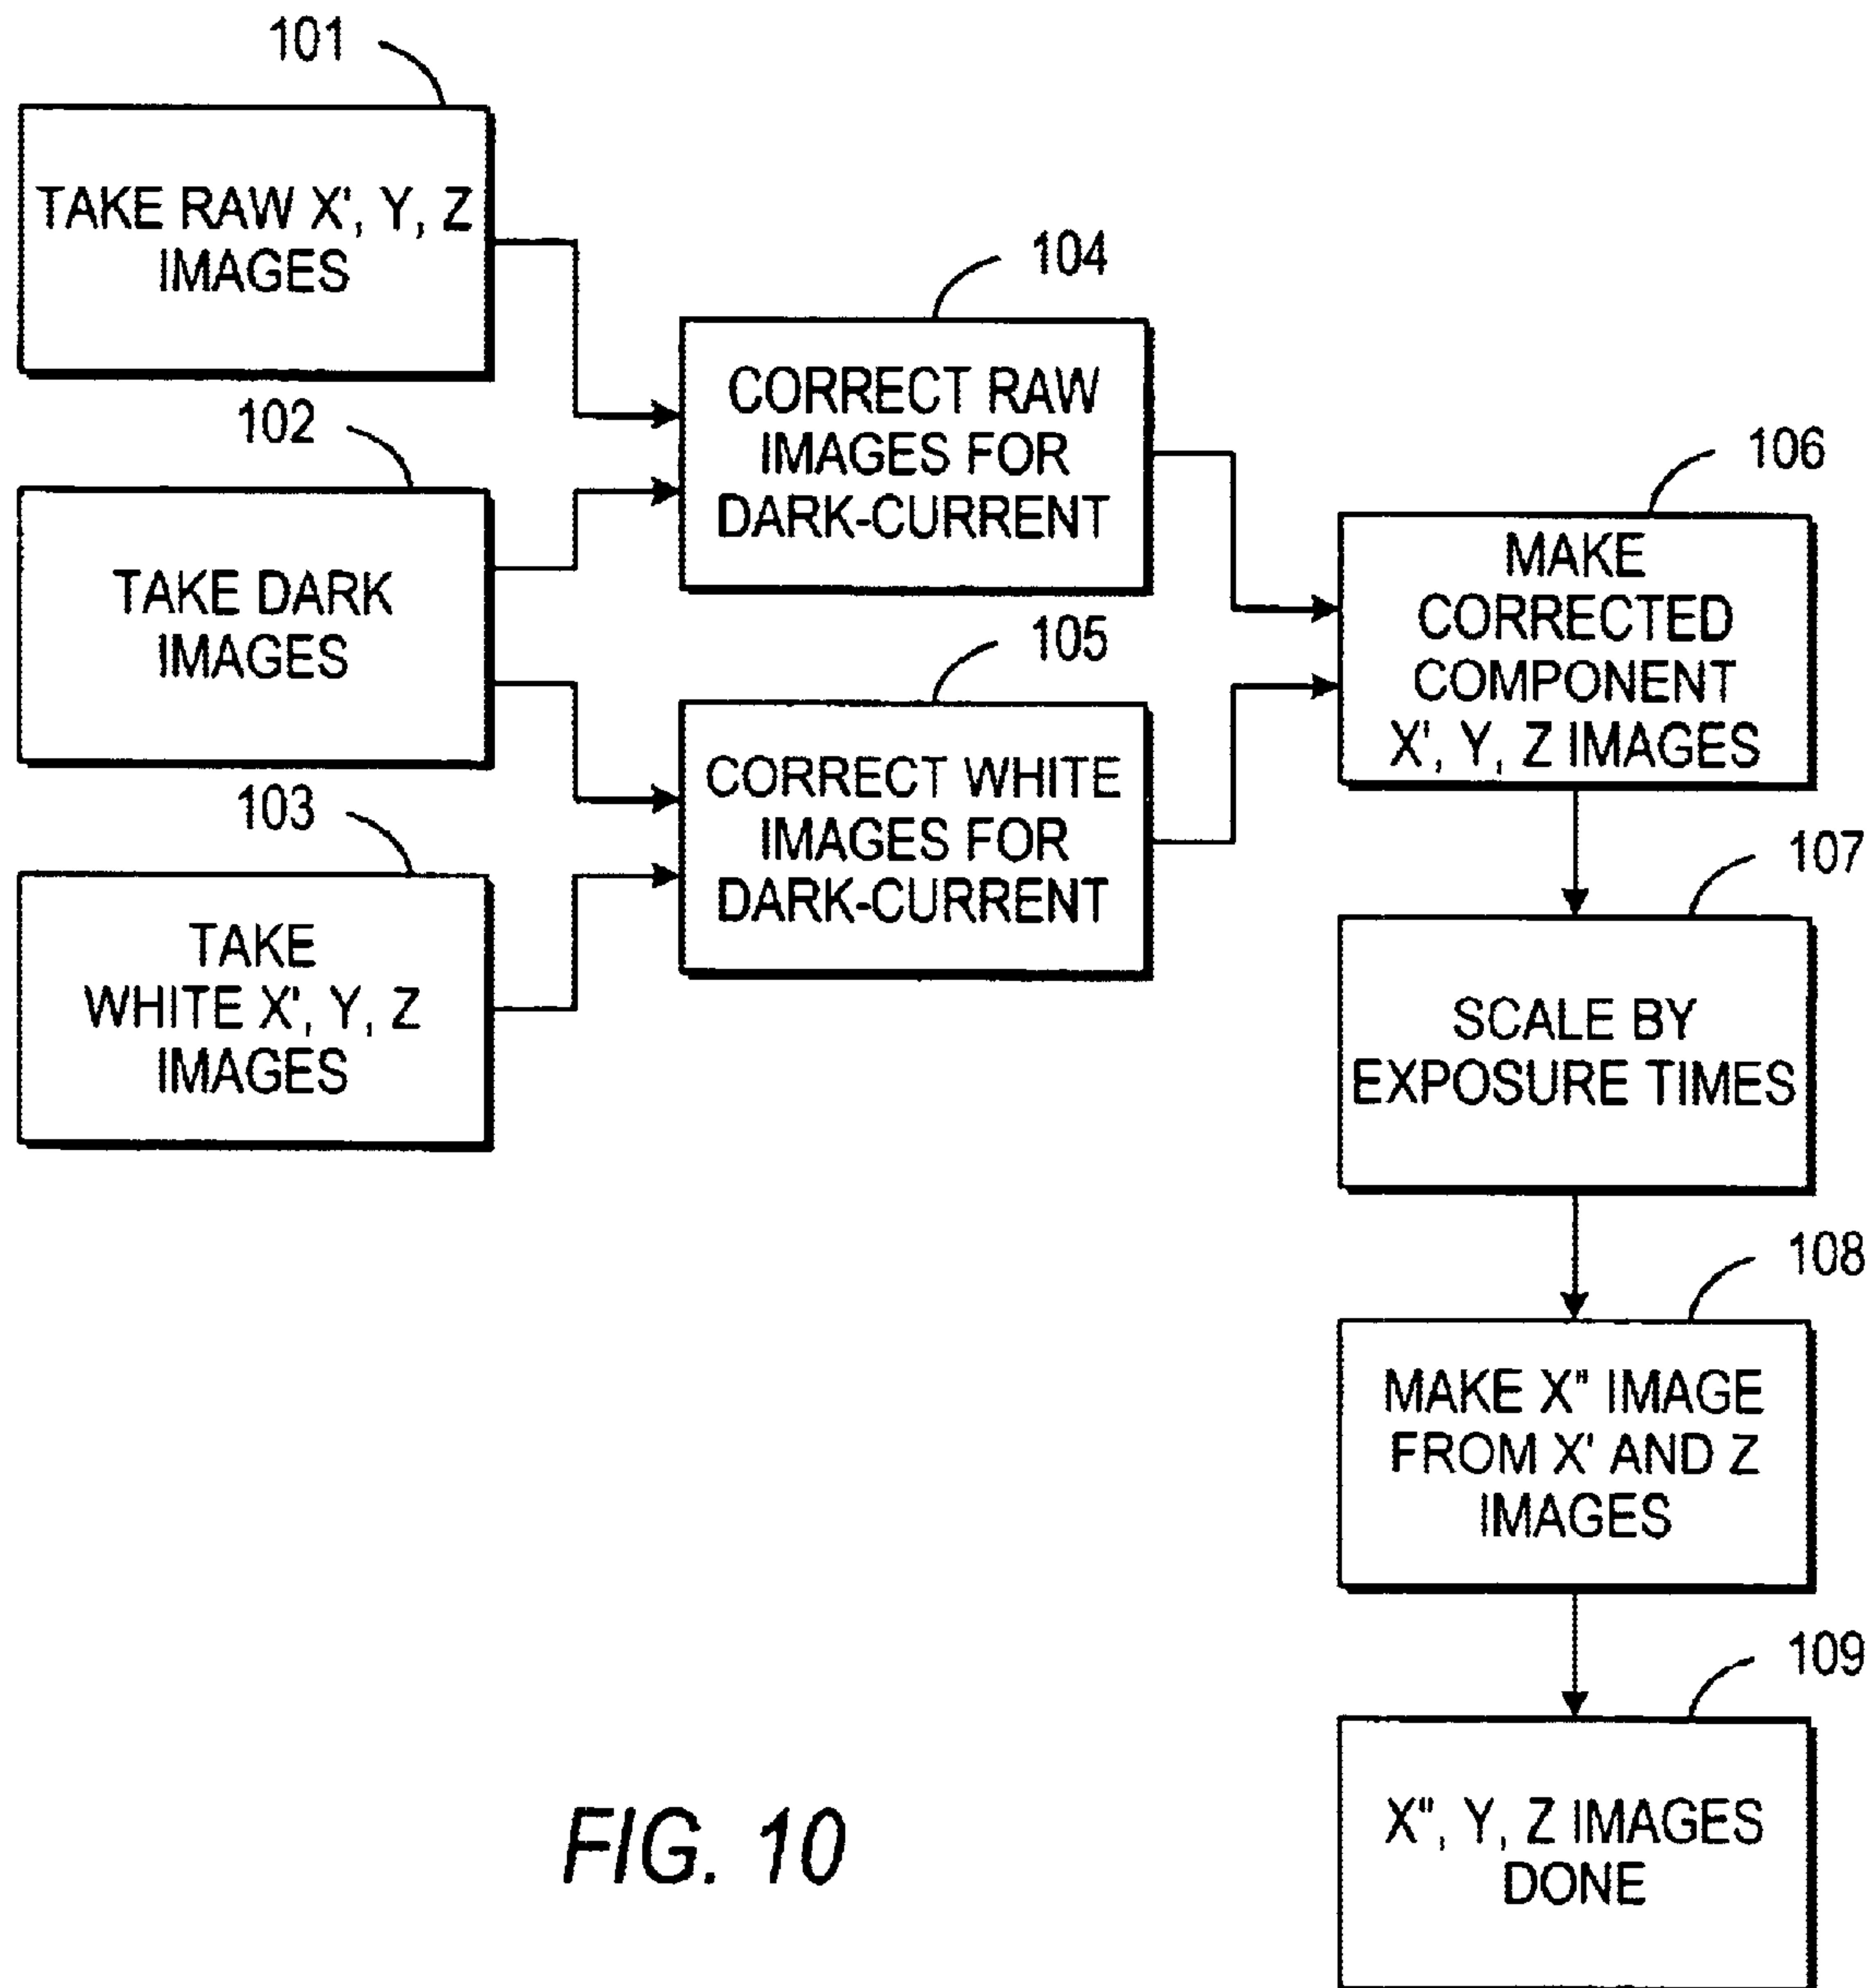 101
TAKE RAW X', Y, Z
IMAGES
102
TAKE DARK
IMAGES
103
TAKE
WHITE X', Y, Z
IMAGES
104
CORRECT RAW
IMAGES FOR
DARK-CURRENT
105
CORRECT WHITE
IMAGES FOR
DARK-CURRENT
106
MAKE
CORRECTED
COMPONENT
X', Y, Z IMAGES
107
SCALE BY
EXPOSURE TIMES
108
MAKE X" IMAGE
FROM X' AND Z
IMAGES
109
X", Y, Z IMAGES
DONE
FIG. 10